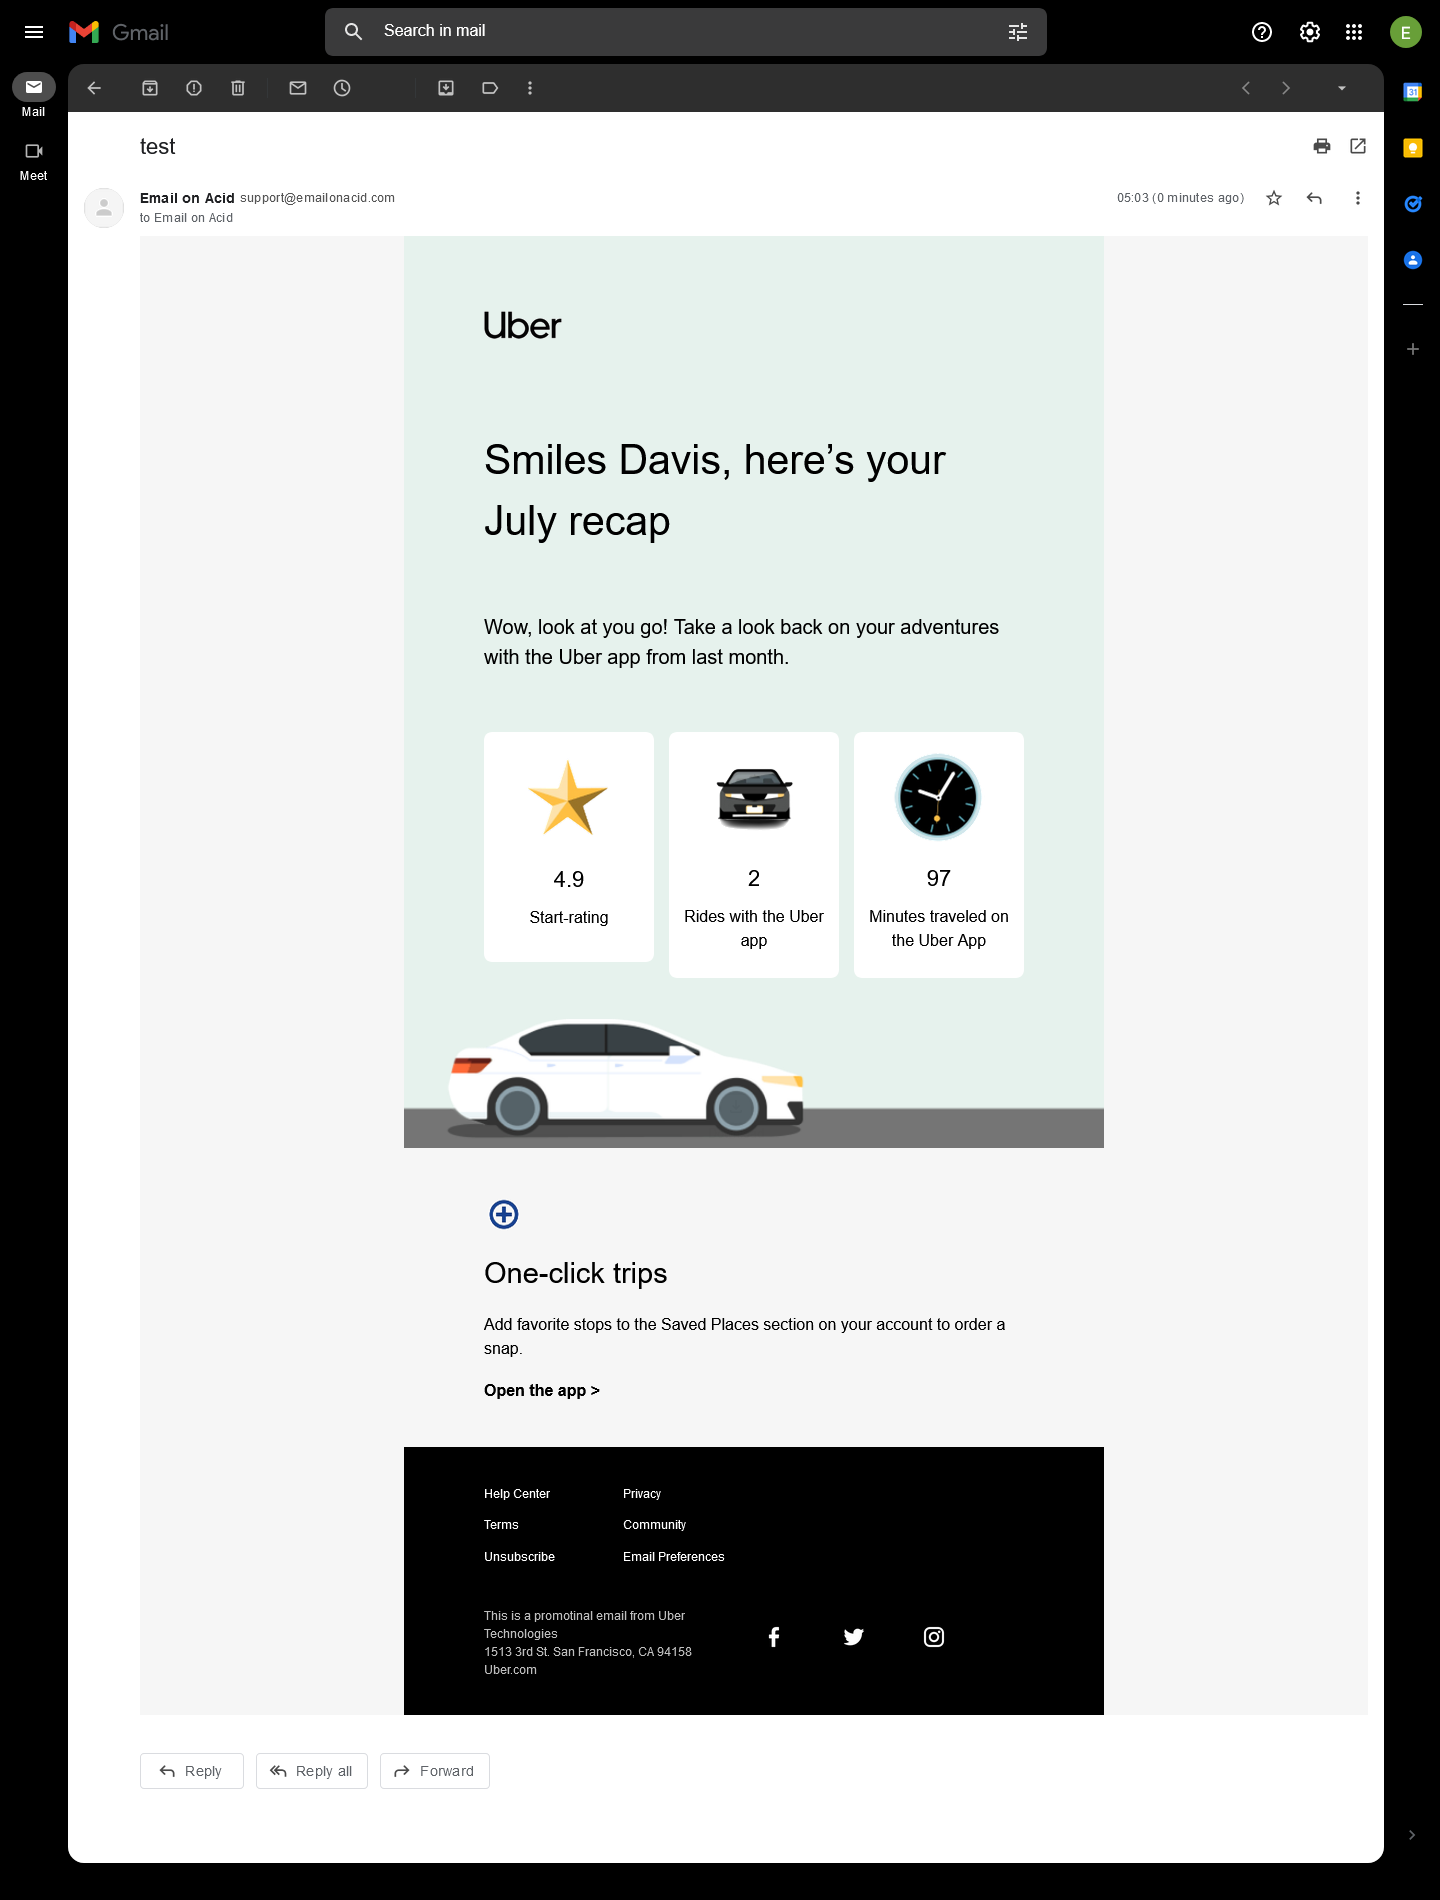 Gmail
Search in mail
E
Mail
Meet
31
test
Email on Acid support@emailonacid.com
05:03 (0 minutes ago)
to Email on Acid
Uber
Smiles Davis, here’s your
July recap
Wow, look at you go! Take a look back on your adventures
with the Uber app from last month.
4.9
Start-rating
2
Rides with the Uber
app
97
Minutes traveled on
the Uber App
One-click trips
Add favorite stops to the Saved Places section on your account to order a
snap.
Open the app >
Help Center
Privacy
Terms
Community
Unsubscribe
Email Preferences
This is a promotinal email from Uber
Technologies
1513 3rd St. San Francisco, CA 94158
Uber.com
Reply
Reply all
Forward